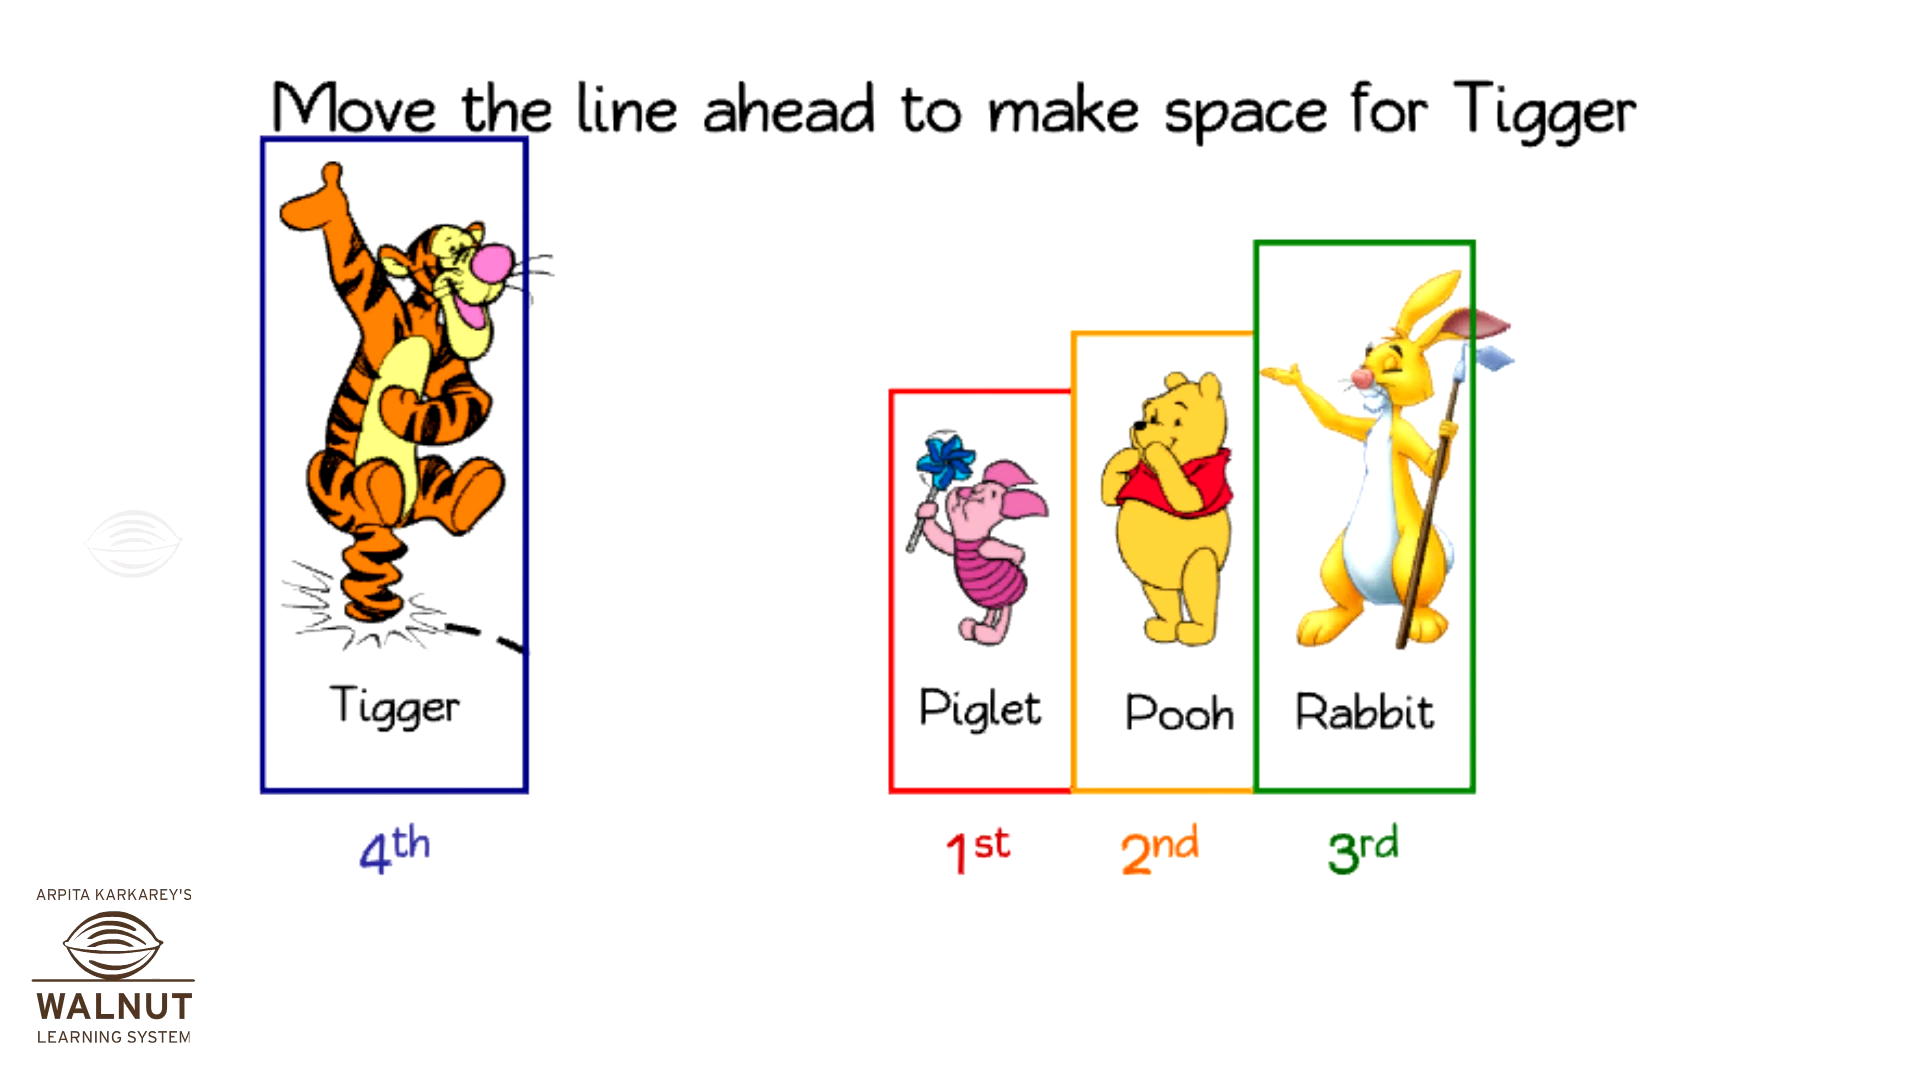 Move the line ahead to make space for Tigger
Tigger
Piglet
Pooh
Rabbit
4th
1st
2nd
3rd
ARPITA KARKAREY'S
WALNUT
LEARNING SYSTEM